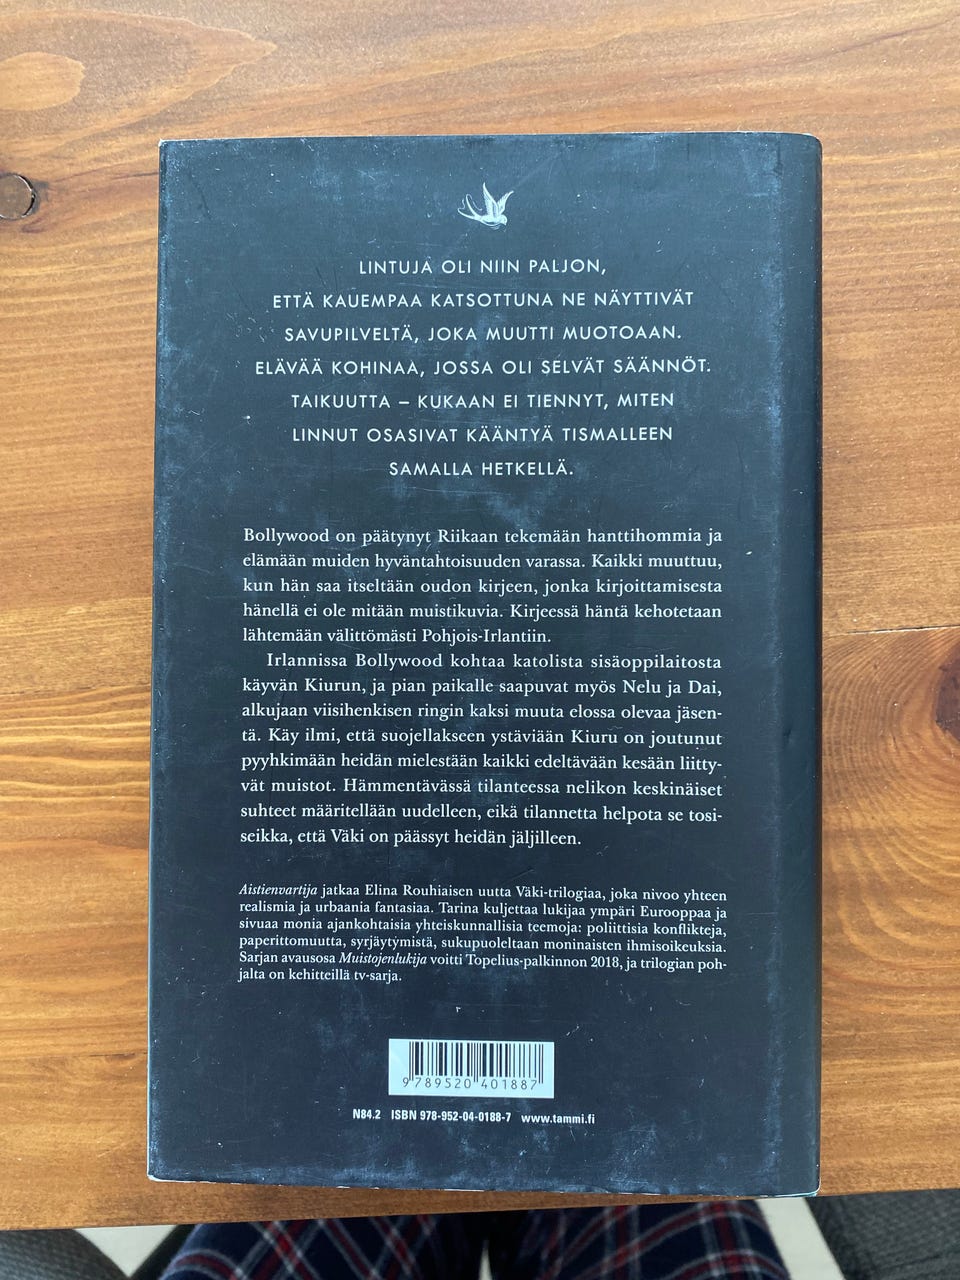 LINTUJA OLI NIIN PALJON,
ETTÄ KAUEMPAA KATSOTTUNA NE NÄYTTIVÄT
SAVUPILVELTÄ, JOKA MUUTTI MUOTOAAN.
ELÄVÄÄ KOHINAA, JOSSA OLI SELVÄT SÄÄNNÖT.
TAIKUUTTA – KUKAAN EI TIENNYT, MITEN
LINNUT OSASIVAT KÄÄNTYÄ TISMALLEEN
SAMALLA HETKELLÄ.
Bollywood on päätynyt Riikaan tekemään hanttihommia ja
elämään muiden hyväntahtoisuuden varassa. Kaikki muuttuu,
kun hän saa itseltään oudon kirjeen, jonka kirjoittamisesta
hänellä ei ole mitään muistikuvia. Kirjeessä häntä kehotetaan
lähtemään välittömästi Pohjois-Irlantiin.
Irlannissa Bollywood kohtaa katolista sisäoppilaitosta
käyvän Kiurun, ja pian paikalle saapuvat myös Nelu ja Dai,
alkujaan viisihenkisen ringin kaksi muuta elossa olevaa jäsen-
tä. Käy ilmi, että suojellakseen ystäviään Kiuru on joutunut
pyyhkimään heidän mielestään kaikki edeltävään kesään liitty-
vät muistot. Hämmentävässä tilanteessa nelikon keskinäiset
suhteet määritellään uudelleen, eikä tilannetta helpota se tosi-
seikka, että Väki on päässyt heidän jäljilleen.
Aistienvartija jatkaa Elina Rouhiaisen uutta Väki-trilogiaa, joka nivoo yhteen
realismia ja urbaania fantasiaa. Tarina kuljettaa lukijaa ympäri Eurooppaa ja
sivuaa monia ajankohtaisia yhteiskunnallisia teemoja: poliittisia konflikteja,
paperittomuutta, syrjäytymistä, sukupuoleltaan moninaisten ihmisoikeuksia.
Sarjan avausosa Muistojenlukija voitti Topelius-palkinnon 2018, ja trilogian poh-
jalta on kehitteillä tv-sarja.
9789520401887
N84.2 ISBN 978-952-04-0188-7 www.tammi.fi